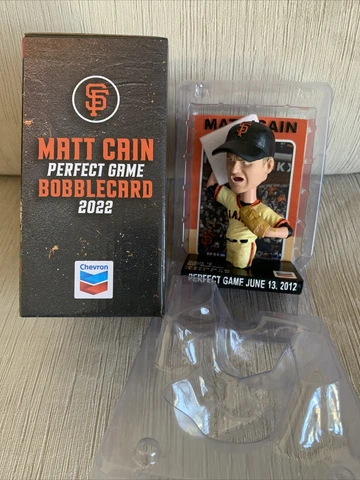 SF
MATT CAIN
PERFECT GAME
BOBBLECARD
2022
Chevron
MATT CAIN
SF
PERFECT GAME JUNE 13, 2012